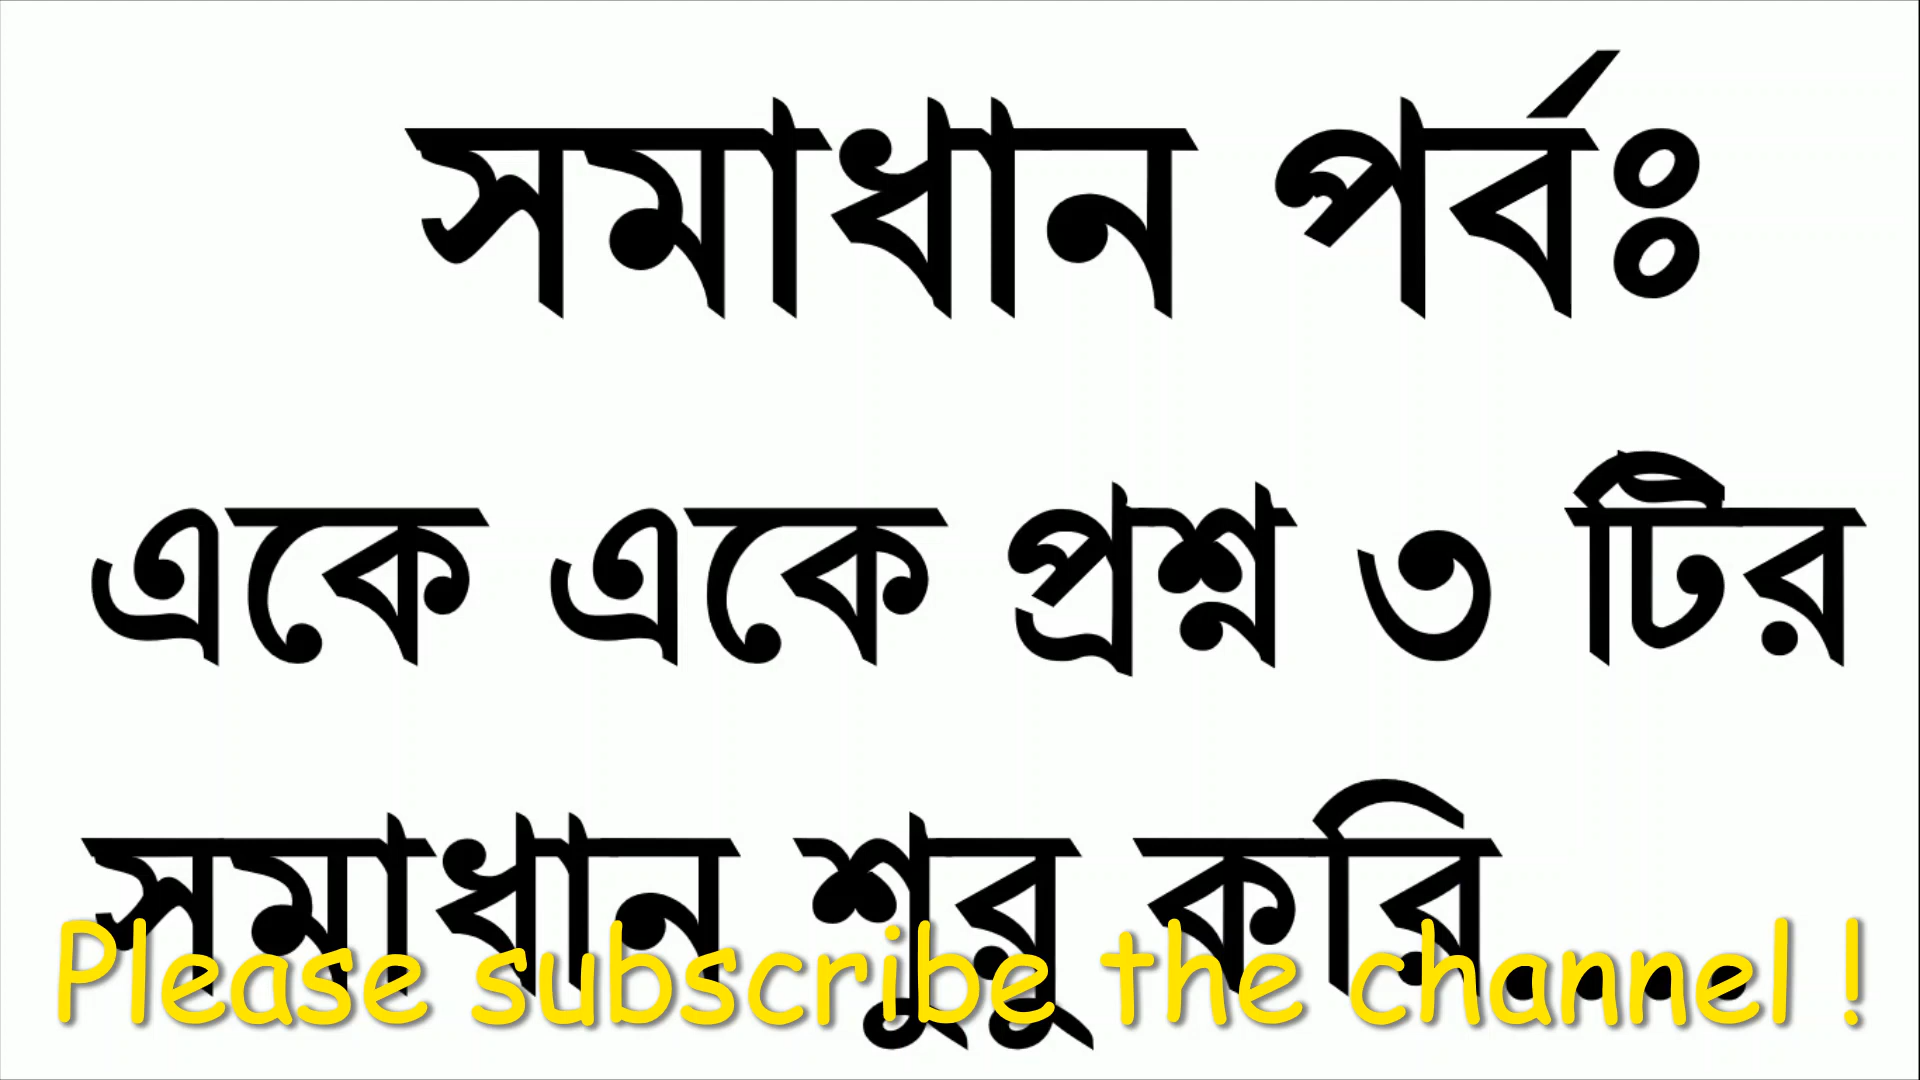 সমাধান পর্বঃ
একে একে প্রশ্ন ৩ টির
সমাধান শুরু করি.....
Please subscribe the channel !